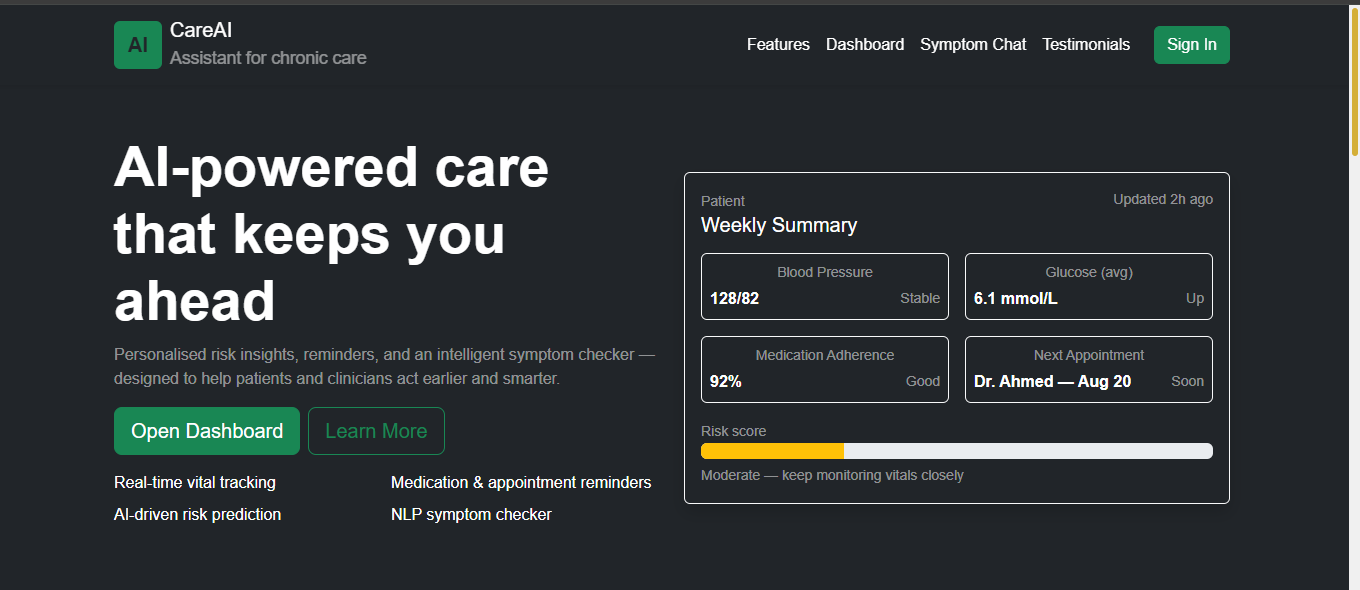 AI
CareAI
Assistant for chronic care
Features Dashboard Symptom Chat Testimonials Sign In
AI-powered care
that keeps you
ahead
Personalised risk insights, reminders, and an intelligent symptom checker —
designed to help patients and clinicians act earlier and smarter.
Open Dashboard Learn More
Real-time vital tracking Medication & appointment reminders
AI-driven risk prediction NLP symptom checker
Patient Updated 2h ago
Weekly Summary
Blood Pressure
128/82 Stable
Glucose (avg)
6.1 mmol/L Up
Medication Adherence
92% Good
Next Appointment
Dr. Ahmed — Aug 20 Soon
Risk score
Moderate — keep monitoring vitals closely